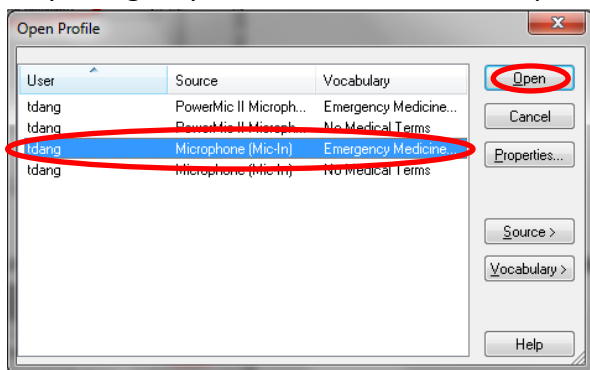 Open Profile
User Source Vocabulary
tdang PowerMic II Microph... Emergency Medicine...
tdang PowerMic II Microph... No Medical Terms
tdang Microphone (Mic-In) Emergency Medicine...
tdang Microphone (Mic-In) No Medical Terms
Open
Cancel
Properties...
Source >
Vocabulary >
Help